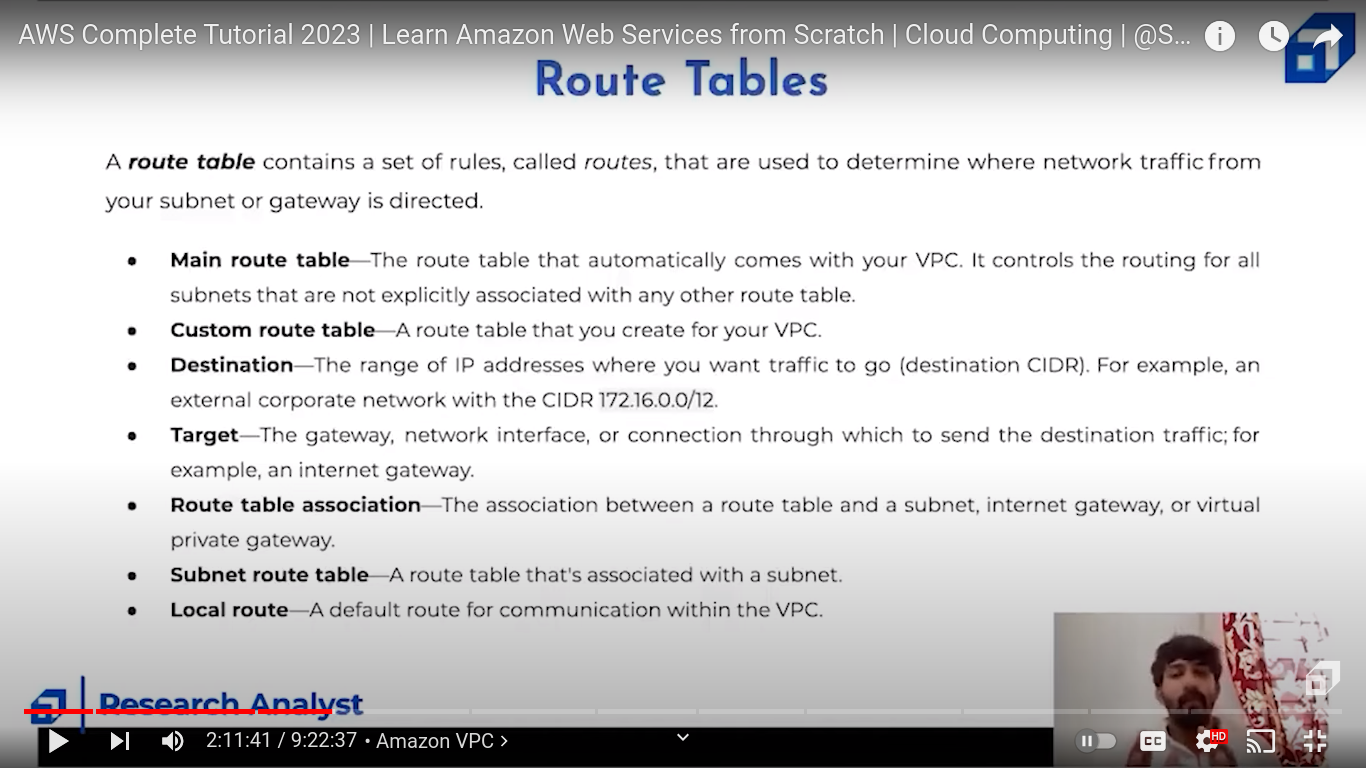 AWS Complete Tutorial 2023 | Learn Amazon Web Services from Scratch | Cloud Computing | @S...
Route Tables
A route table contains a set of rules, called routes, that are used to determine where network traffic from
your subnet or gateway is directed.
• Main route table—The route table that automatically comes with your VPC. It controls the routing for all
subnets that are not explicitly associated with any other route table.
• Custom route table—A route table that you create for your VPC.
• Destination—The range of IP addresses where you want traffic to go (destination CIDR). For example, an
external corporate network with the CIDR 172.16.0.0/12.
• Target—The gateway, network interface, or connection through which to send the destination traffic; for
example, an internet gateway.
• Route table association—The association between a route table and a subnet, internet gateway, or virtual
private gateway.
• Subnet route table—A route table that's associated with a subnet.
• Local route—A default route for communication within the VPC.
Research Analyst
2:11:41 / 9:22:37 • Amazon VPC >
CC
HD